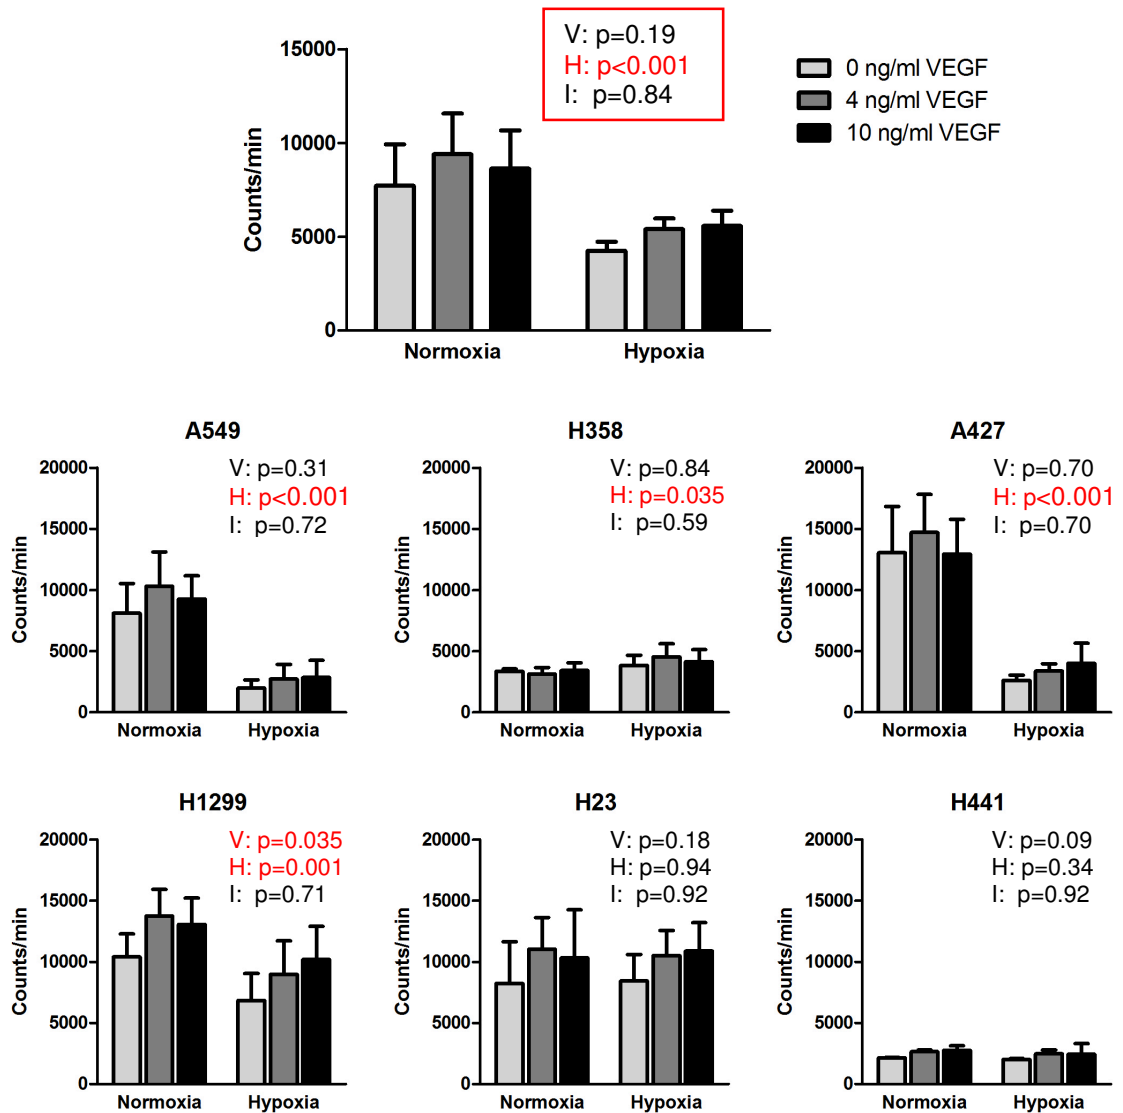 V: p=0.19
H: p<0.001
I: p=0.84
0 ng/ml VEGF
4 ng/ml VEGF
10 ng/ml VEGF
15000
10000
5000
0
Counts/min
Normoxia
Hypoxia
A549
V: p=0.31
H: p<0.001
I: p=0.72
20000
15000
10000
5000
0
Counts/min
Normoxia
Hypoxia
H358
V: p=0.84
H: p=0.035
I: p=0.59
20000
15000
10000
5000
0
Counts/min
Normoxia
Hypoxia
A427
V: p=0.70
H: p<0.001
I: p=0.70
20000
15000
10000
5000
0
Counts/min
Normoxia
Hypoxia
H1299
V: p=0.035
H: p=0.001
I: p=0.71
20000
15000
10000
5000
0
Counts/min
Normoxia
Hypoxia
H23
V: p=0.18
H: p=0.94
I: p=0.92
20000
15000
10000
5000
0
Counts/min
Normoxia
Hypoxia
H441
V: p=0.09
H: p=0.34
I: p=0.92
20000
15000
10000
5000
0
Counts/min
Normoxia
Hypoxia